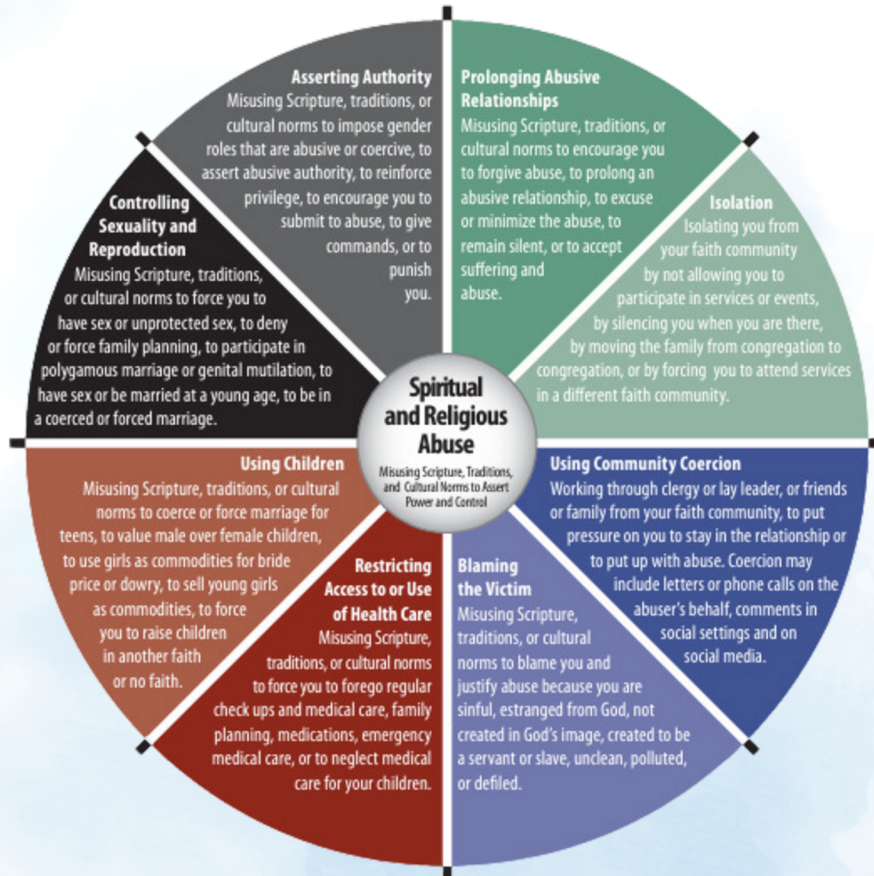 Asserting Authority
Misusing Scripture, traditions, or
cultural norms to impose gender
roles that are abusive or coercive, to
assert abusive authority, to reinforce
privilege, to encourage you to
submit to abuse, to give
commands, or to
punish
you.
Prolonging Abusive
Relationships
Misusing Scripture, traditions, or
cultural norms to encourage you
to forgive abuse, to prolong an
abusive relationship, to excuse
or minimize the abuse, to
remain silent, or to accept
suffering and
abuse.
Isolation
Isolating you from
your faith community
by not allowing you to
participate in services or events,
by silencing you when you are there,
by moving the family from congregation to
congregation, or by forcing you to attend services
in a different faith community.
Using Community Coercion
Working through clergy or lay leader, or friends
or family from your faith community, to put
pressure on you to stay in the relationship or
to put up with abuse. Coercion may
include letters or phone calls on the
abuser's behalf, comments in
social settings and on
social media.
Blaming
the Victim
Misusing Scripture,
traditions, or cultural
norms to blame you and
justify abuse because you are
sinful, estranged from God, not
created in God's image, created to be
a servant or slave, unclean, polluted,
or defiled.
Restricting
Access to or Use
of Health Care
Misusing Scripture,
traditions, or cultural norms
to force you to forego regular
check ups and medical care, family
planning, medications, emergency
medical care, or to neglect medical
care for your children.
Using Children
Misusing Scripture, traditions, or cultural
norms to coerce or force marriage for
teens, to value male over female children,
to use girls as commodities for bride
price or dowry, to sell young girls
as commodities, to force
you to raise children
in another faith
or no faith.
Controlling
Sexuality and
Reproduction
Misusing Scripture, traditions,
or cultural norms to force you to
have sex or unprotected sex, to deny
or force family planning, to participate in
polygamous marriage or genital mutilation, to
have sex or be married at a young age, to be in
a coerced or forced marriage.
Spiritual
and Religious
Abuse
Misusing Scripture, Traditions,
and Cultural Norms to Assert
Power and Control